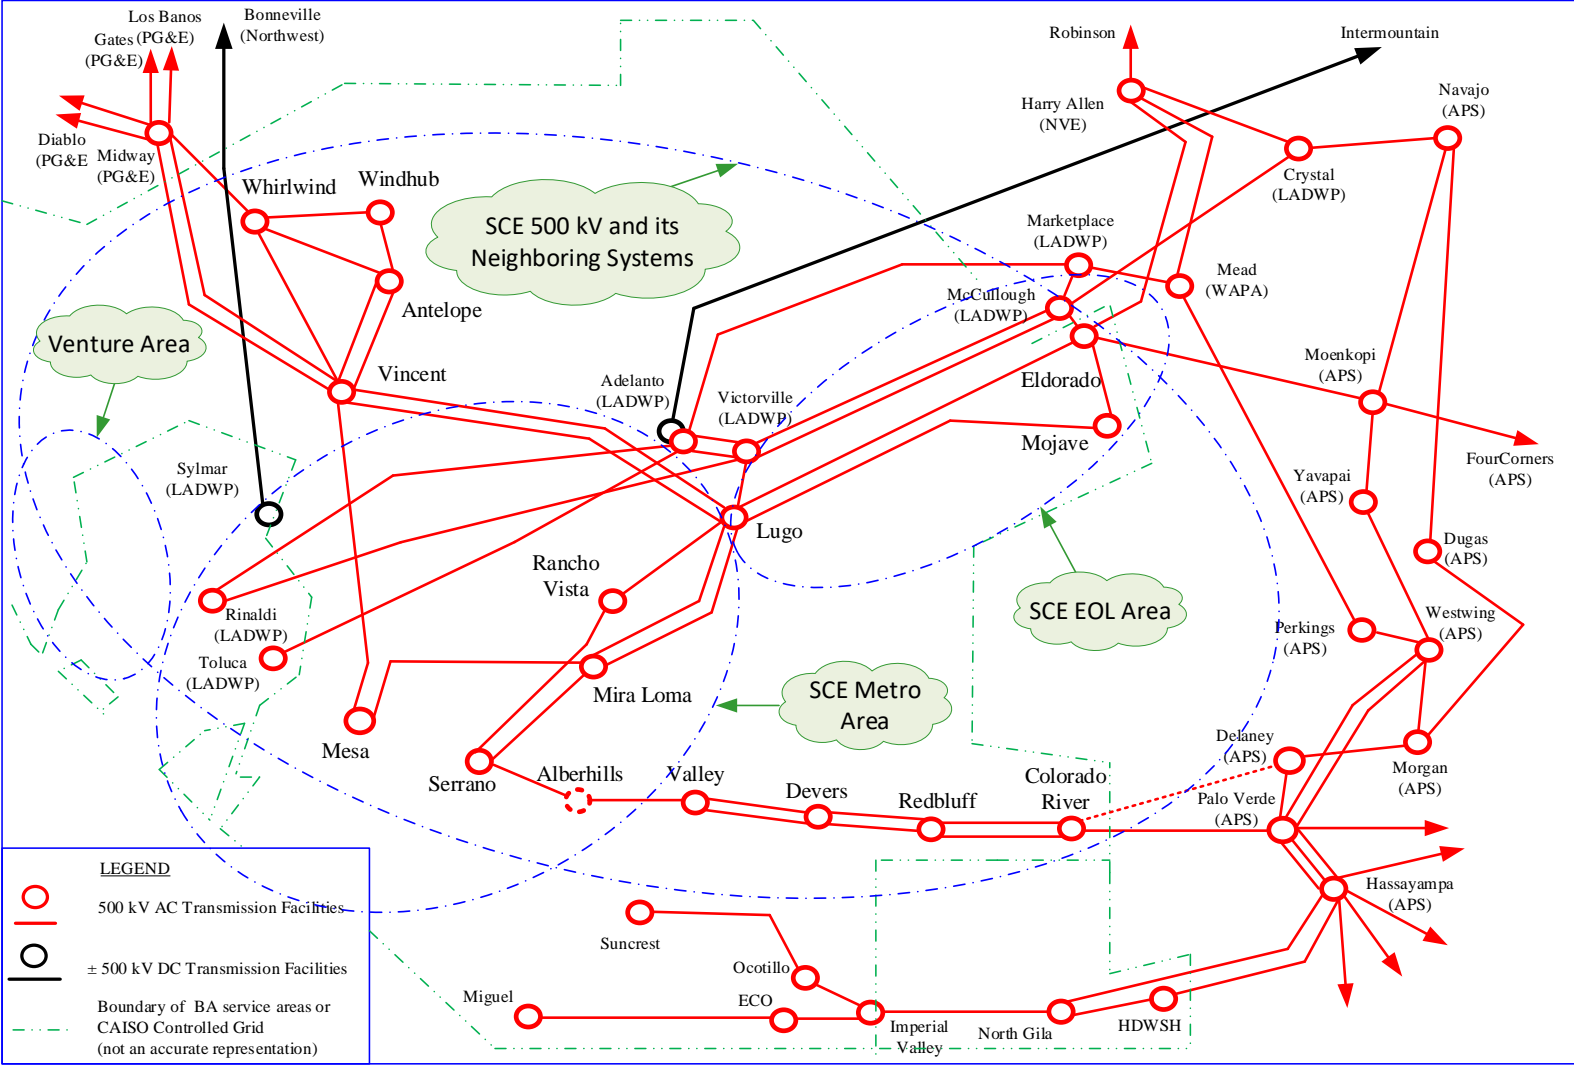 Los Banos
(PG&E)
Gates
(PG&E)
Bonneville
(Northwest)
Robinson
Intermountain
Harry Allen
(NVE)
Navajo
(APS)
Diablo
(PG&E
Midway
(PG&E)
Whirlwind
Windhub
Crystal
(LADWP)
SCE 500 kV and its
Neighboring Systems
Marketplace
(LADWP)
Mead
(WAPA)
McCullough
(LADWP)
Antelope
Venture Area
Vincent
Adelanto
(LADWP)
Victorville
(LADWP)
Eldorado
Moenkopi
(APS)
Mojave
FourCorners
(APS)
Sylmar
(LADWP)
Yavapai
(APS)
Lugo
Dugas
(APS)
Rancho
Vista
SCE EOL Area
Rinaldi
(LADWP)
Toluca
(LADWP)
Perkings
(APS)
Westwing
(APS)
Mira Loma
SCE Metro
Area
Mesa
Serrano
Alberhills
Valley
Devers
Redbluff
Colorado
River
Delaney
(APS)
Morgan
(APS)
Palo Verde
(APS)
Hassayampa
(APS)
Suncrest
Ocotillo
Miguel
ECO
Imperial
Valley
North Gila
HDWSH
LEGEND
500 kV AC Transmission Facilities
± 500 kV DC Transmission Facilities
Boundary of BA service areas or
CAISO Controlled Grid
(not an accurate representation)